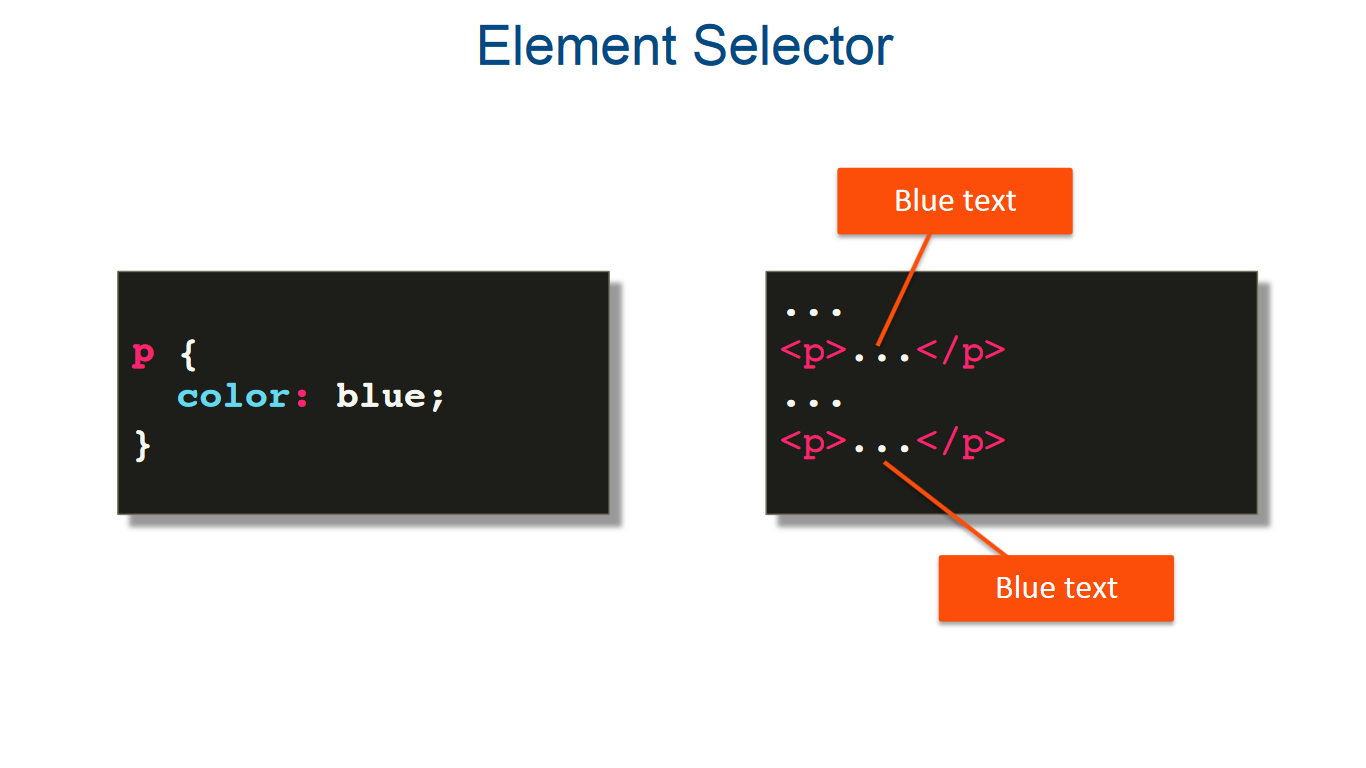 Element Selector
p {
  color: blue;
}
Blue text
...
<p>...</p>
...
<p>...</p>
Blue text